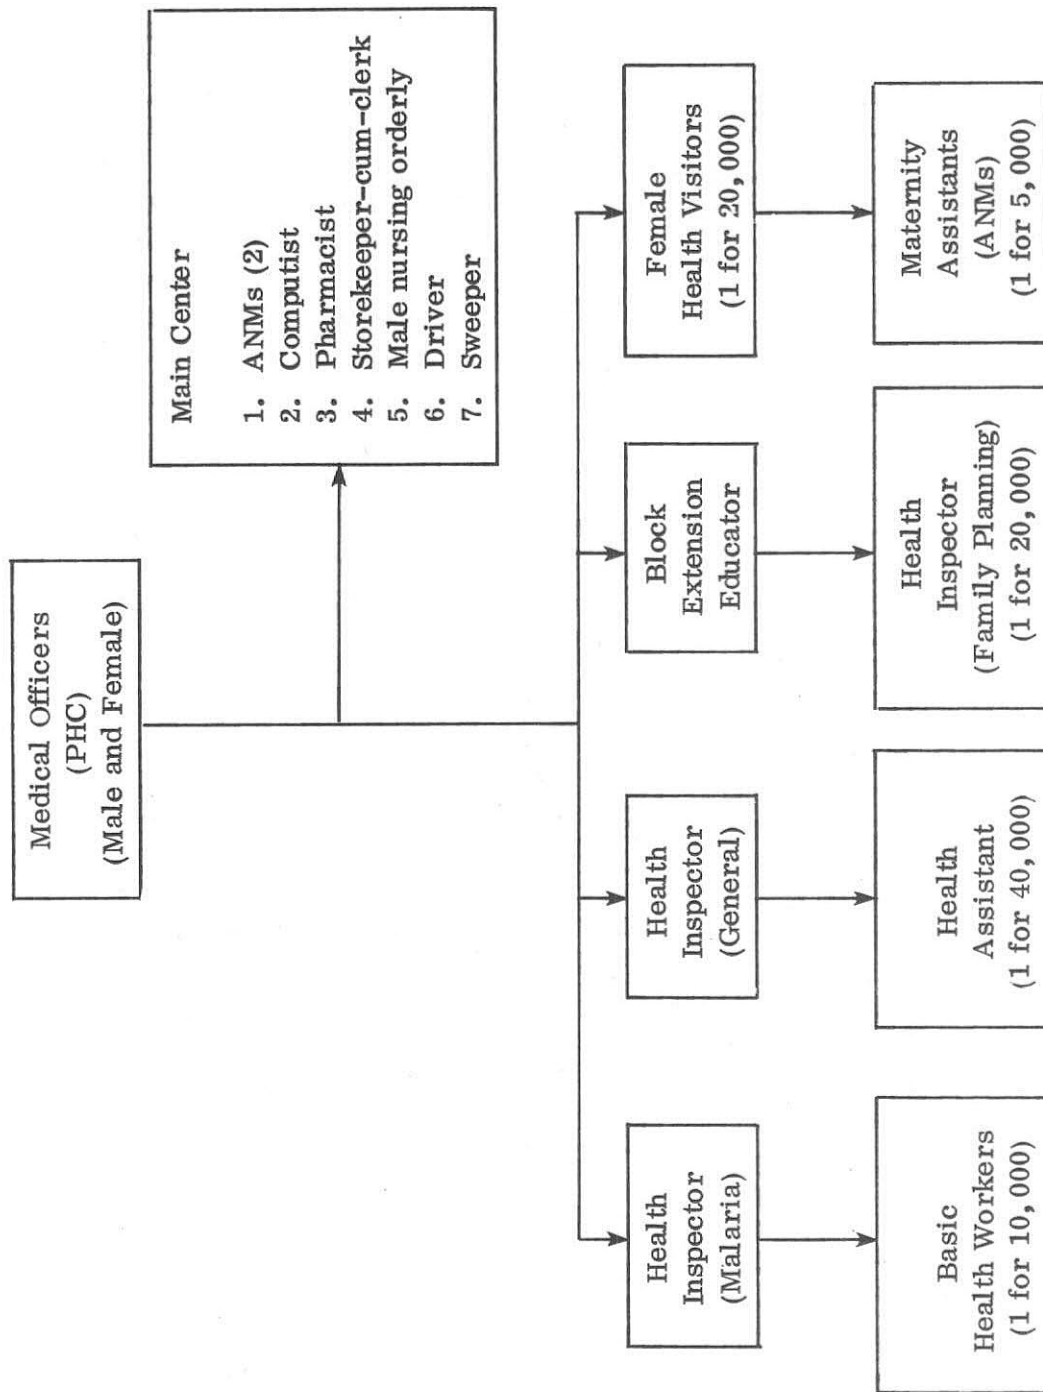 Medical Officers
(PHC)
(Male and Female)
Main Center
1. ANMs (2)
2. Computist
3. Pharmacist
4. Storekeeper-cum-clerk
5. Male nursing orderly
6. Driver
7. Sweeper
Health
Inspector
(Malaria)
Health
Inspector
(General)
Block
Extension
Educator
Female
Health Visitors
(1 for 20,000)
Basic
Health Workers
(1 for 10,000)
Health
Assistant
(1 for 40,000)
Health
Inspector
(Family Planning)
(1 for 20,000)
Maternity
Assistants
(ANMs)
(1 for 5,000)